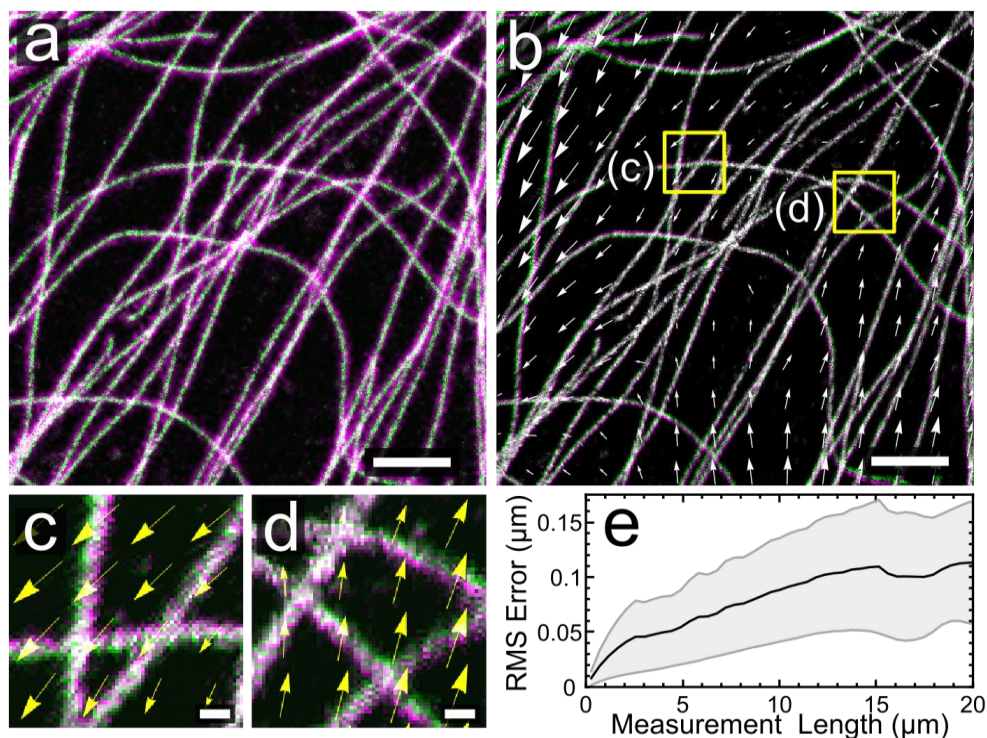 a
b
(c)
(d)
c
d
e
RMS Error (µm)
0.15
0.1
0.05
0
0 5 10 15 20
Measurement Length (µm)